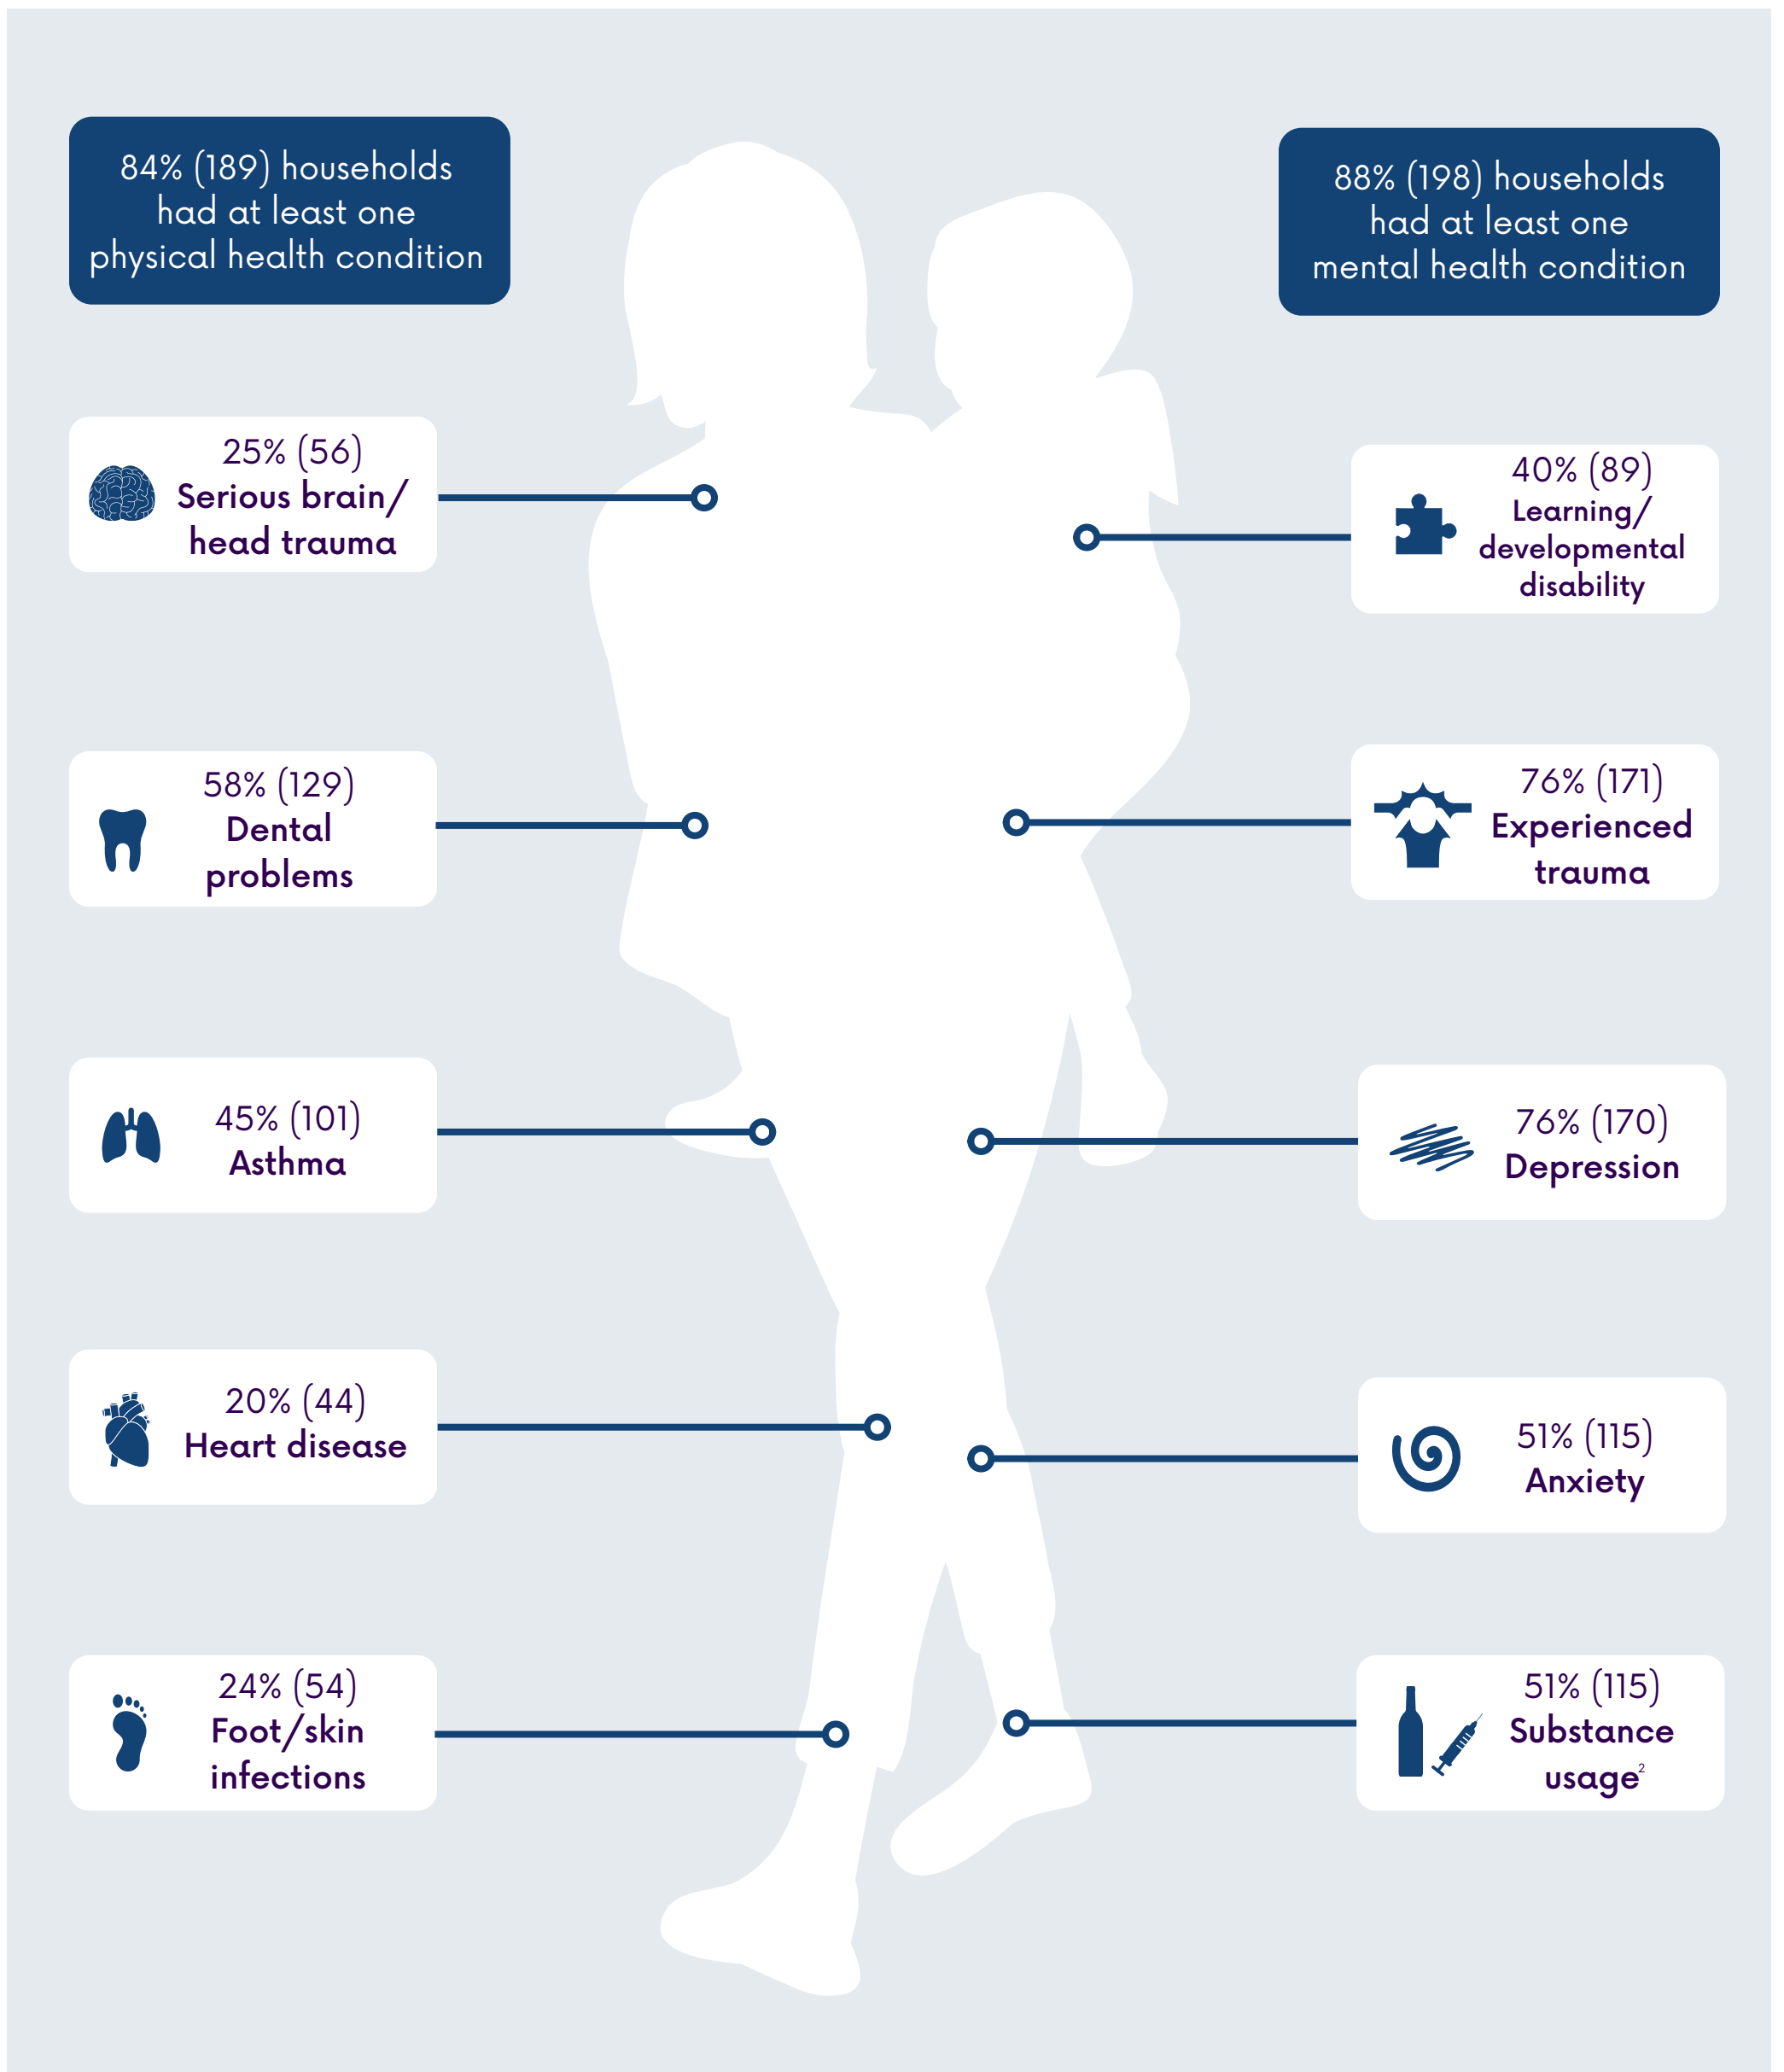 84% (189) households
had at least one
physical health condition
25% (56)
Serious brain/
head trauma
58% (129)
Dental
problems
45% (101)
Asthma
20% (44)
Heart disease
24% (54)
Foot/skin
infections
88% (198) households
had at least one
mental health condition
40% (89)
Learning/
developmental
disability
76% (171)
Experienced
trauma
76% (170)
Depression
51% (115)
Anxiety
51% (115)
Substance
usage²